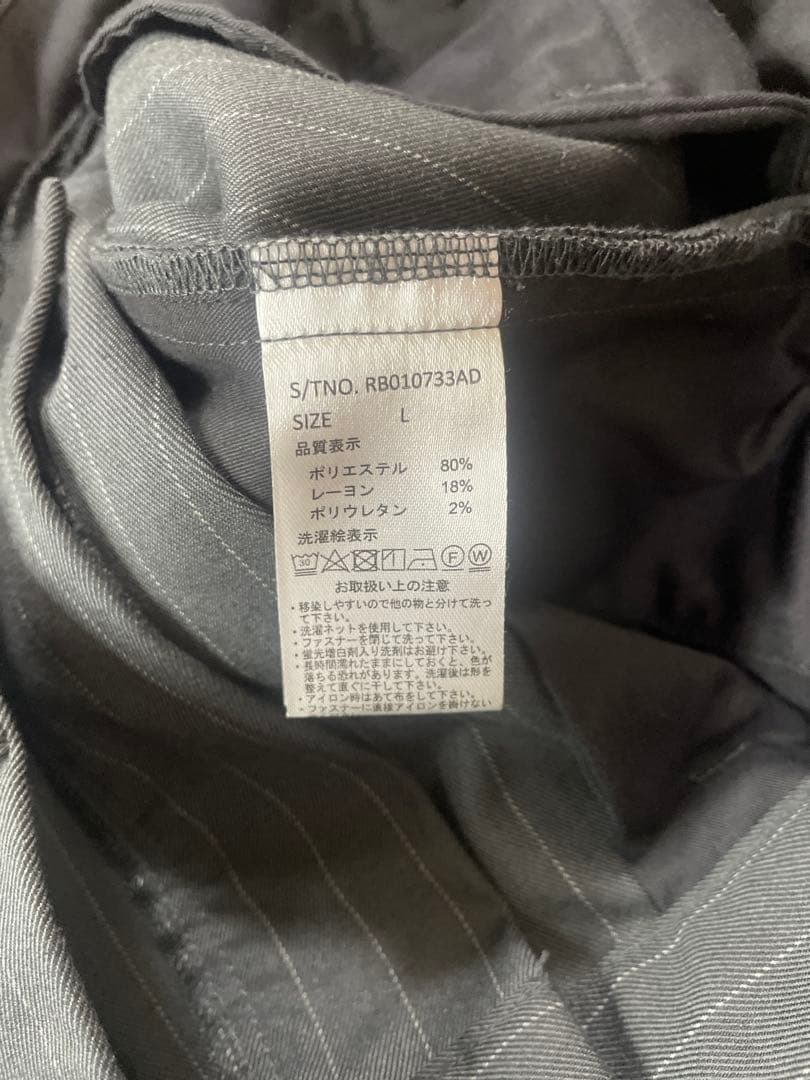 S/TNO. RB010733AD
SIZE L
品質表示
ポリエステル 80%
レーヨン 18%
ポリウレタン 2%
洗濯絵表示
30 F W
お取扱い上の注意
・移染しやすいので他の物と分けて洗っ
て下さい。
・洗濯ネットを使用して下さい。
・ファスナーを閉じて洗って下さい。
・蛍光増白剤入り洗剤はお避け下さい。
・長時間濡れたままにしておくと、色が
落ちる恐れがあります。洗濯後は形を
整えて直ぐに干して下さい。
・アイロン時はあて布をして下さい。
・ファスナーに直接アイロンを掛けない